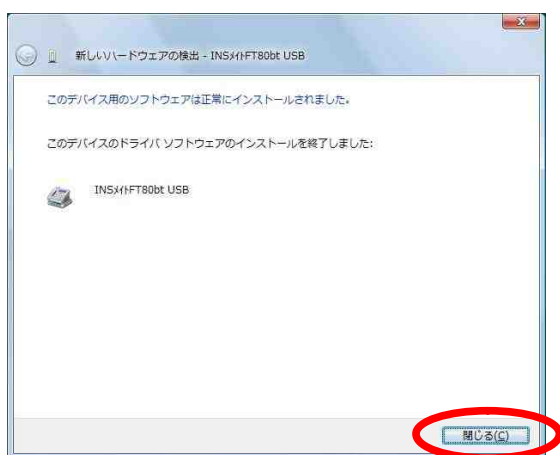 新しいハードウェアの検出 - INSﾒｲﾄFT80bt USB
このデバイス用のソフトウェアは正常にインストールされました。
このデバイスのドライバ ソフトウェアのインストールを終了しました:
INSﾒｲﾄFT80bt USB
閉じる(C)